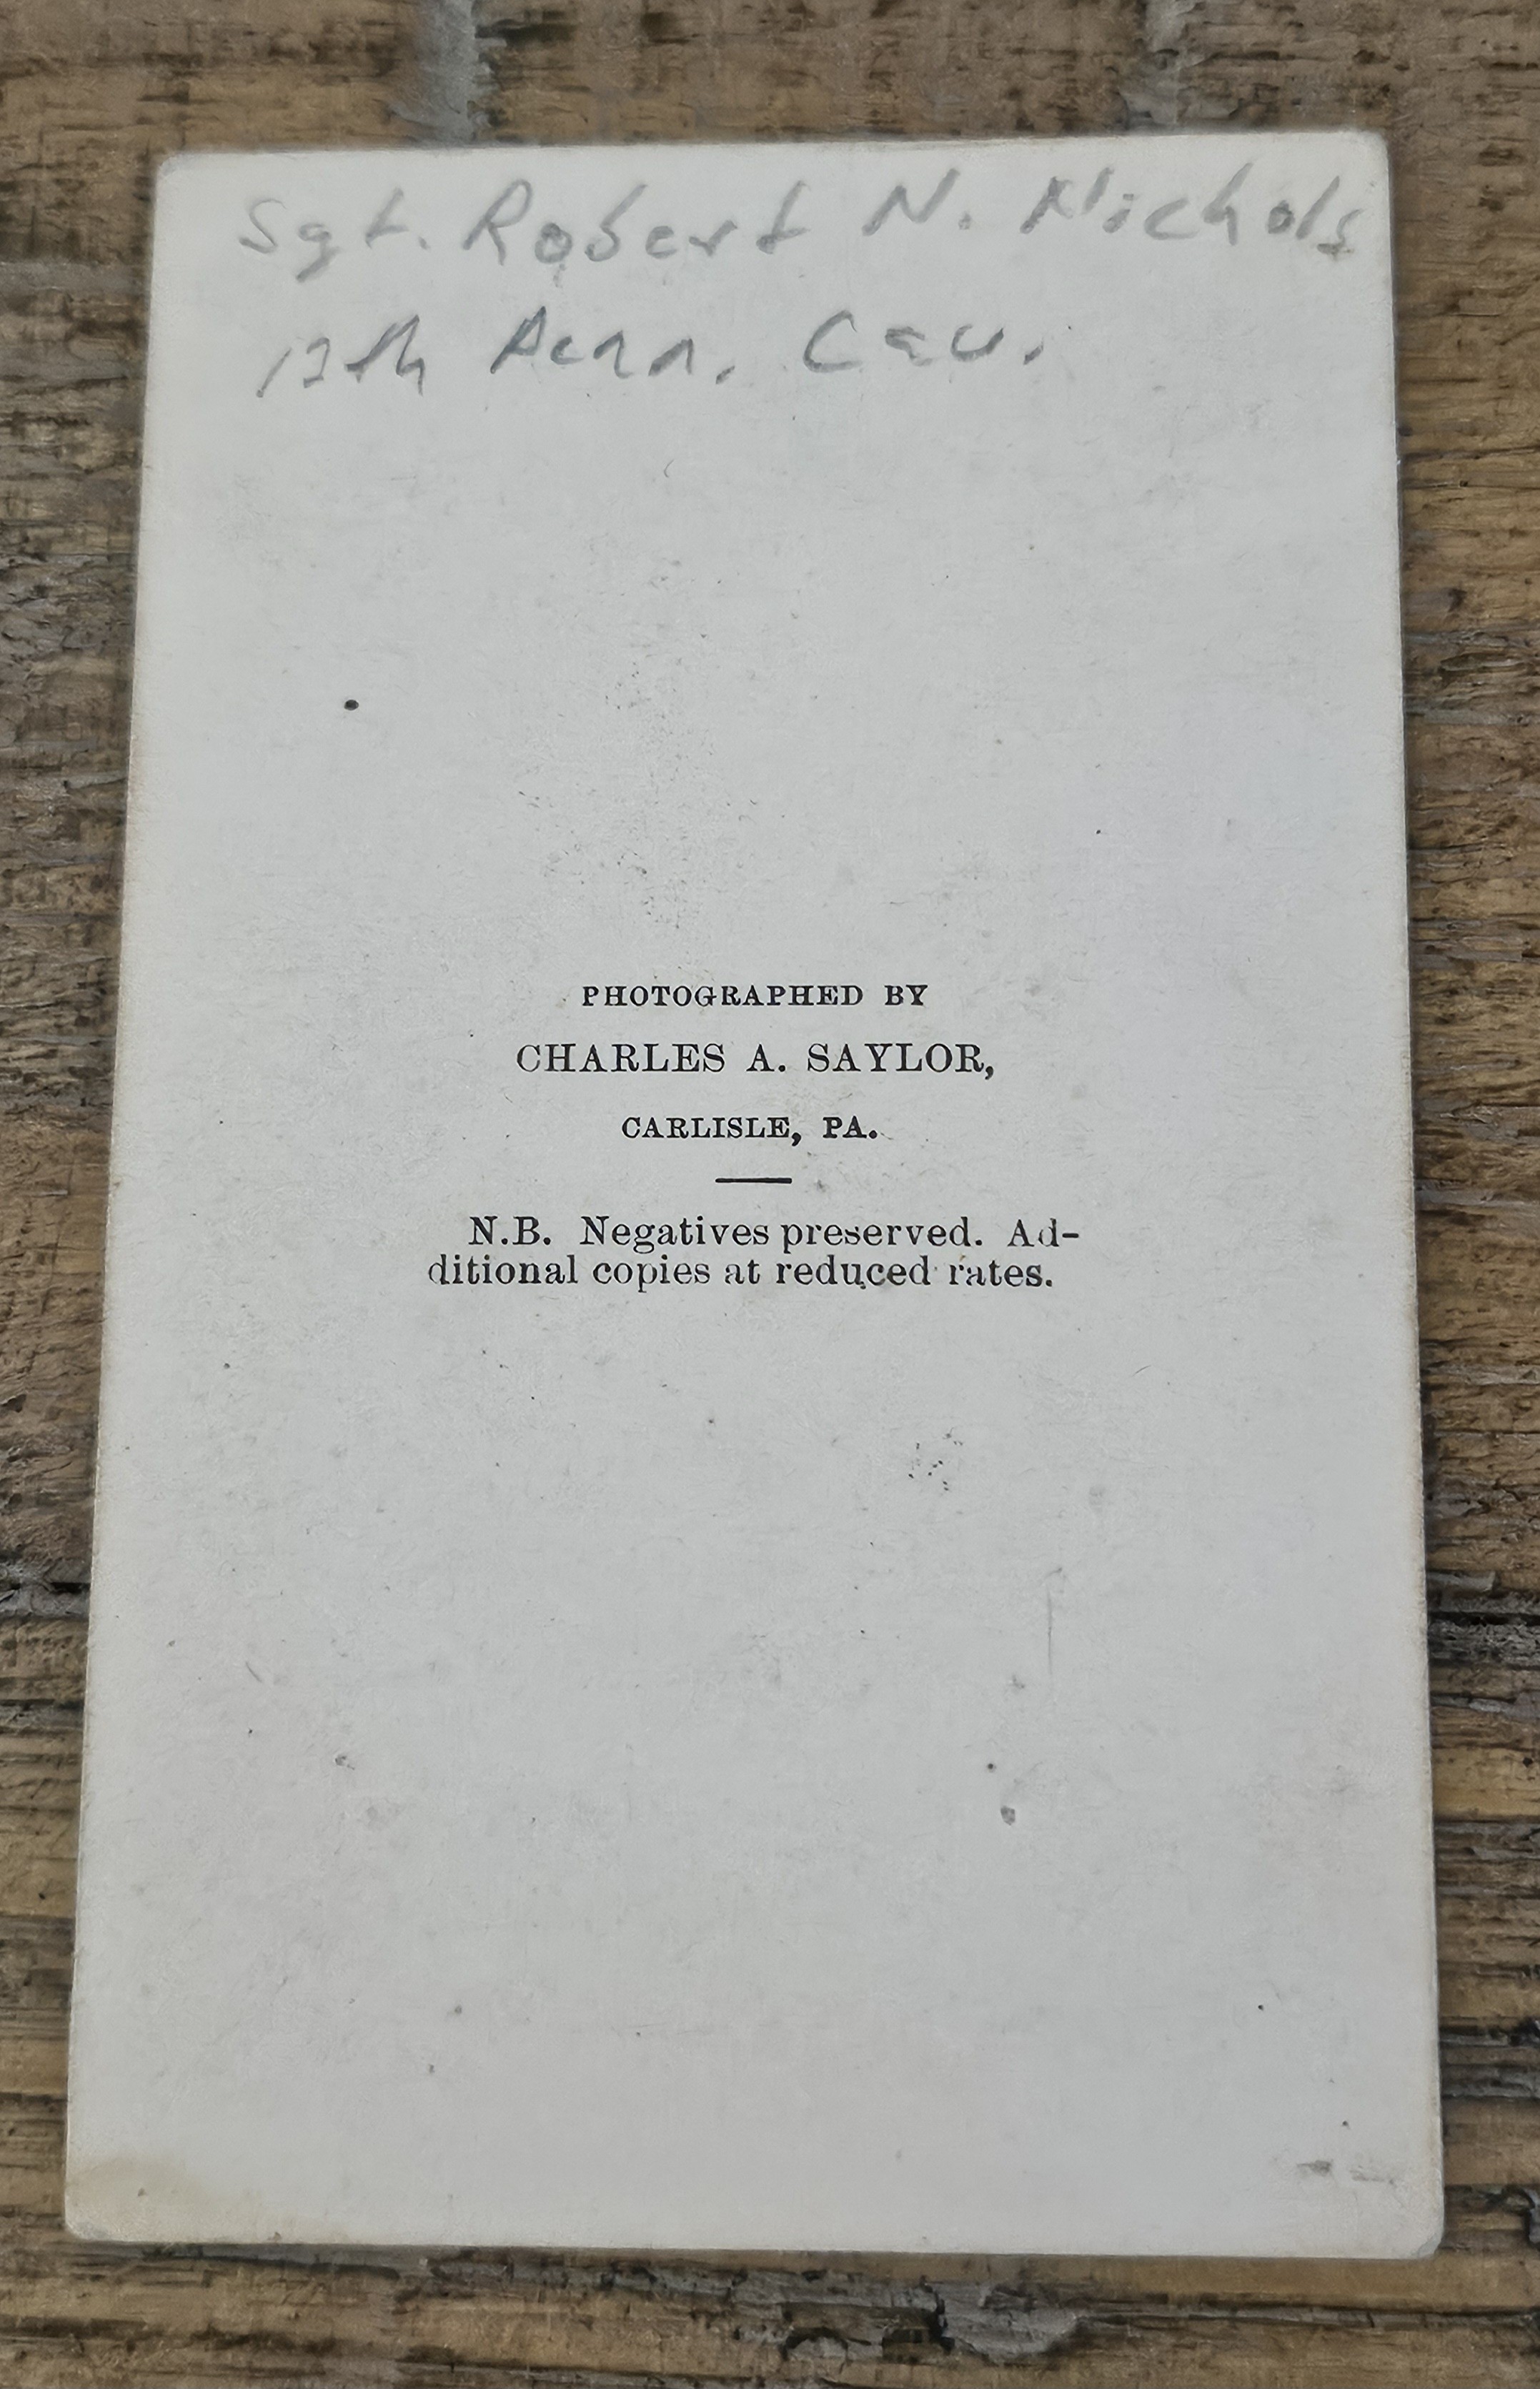 Sgt. Robert N. Nichols
12th Penn. Cav.
PHOTOGRAPHED BY
CHARLES A. SAYLOR,
CARLISLE, PA.
N.B. Negatives preserved. Ad-
ditional copies at reduced rates.